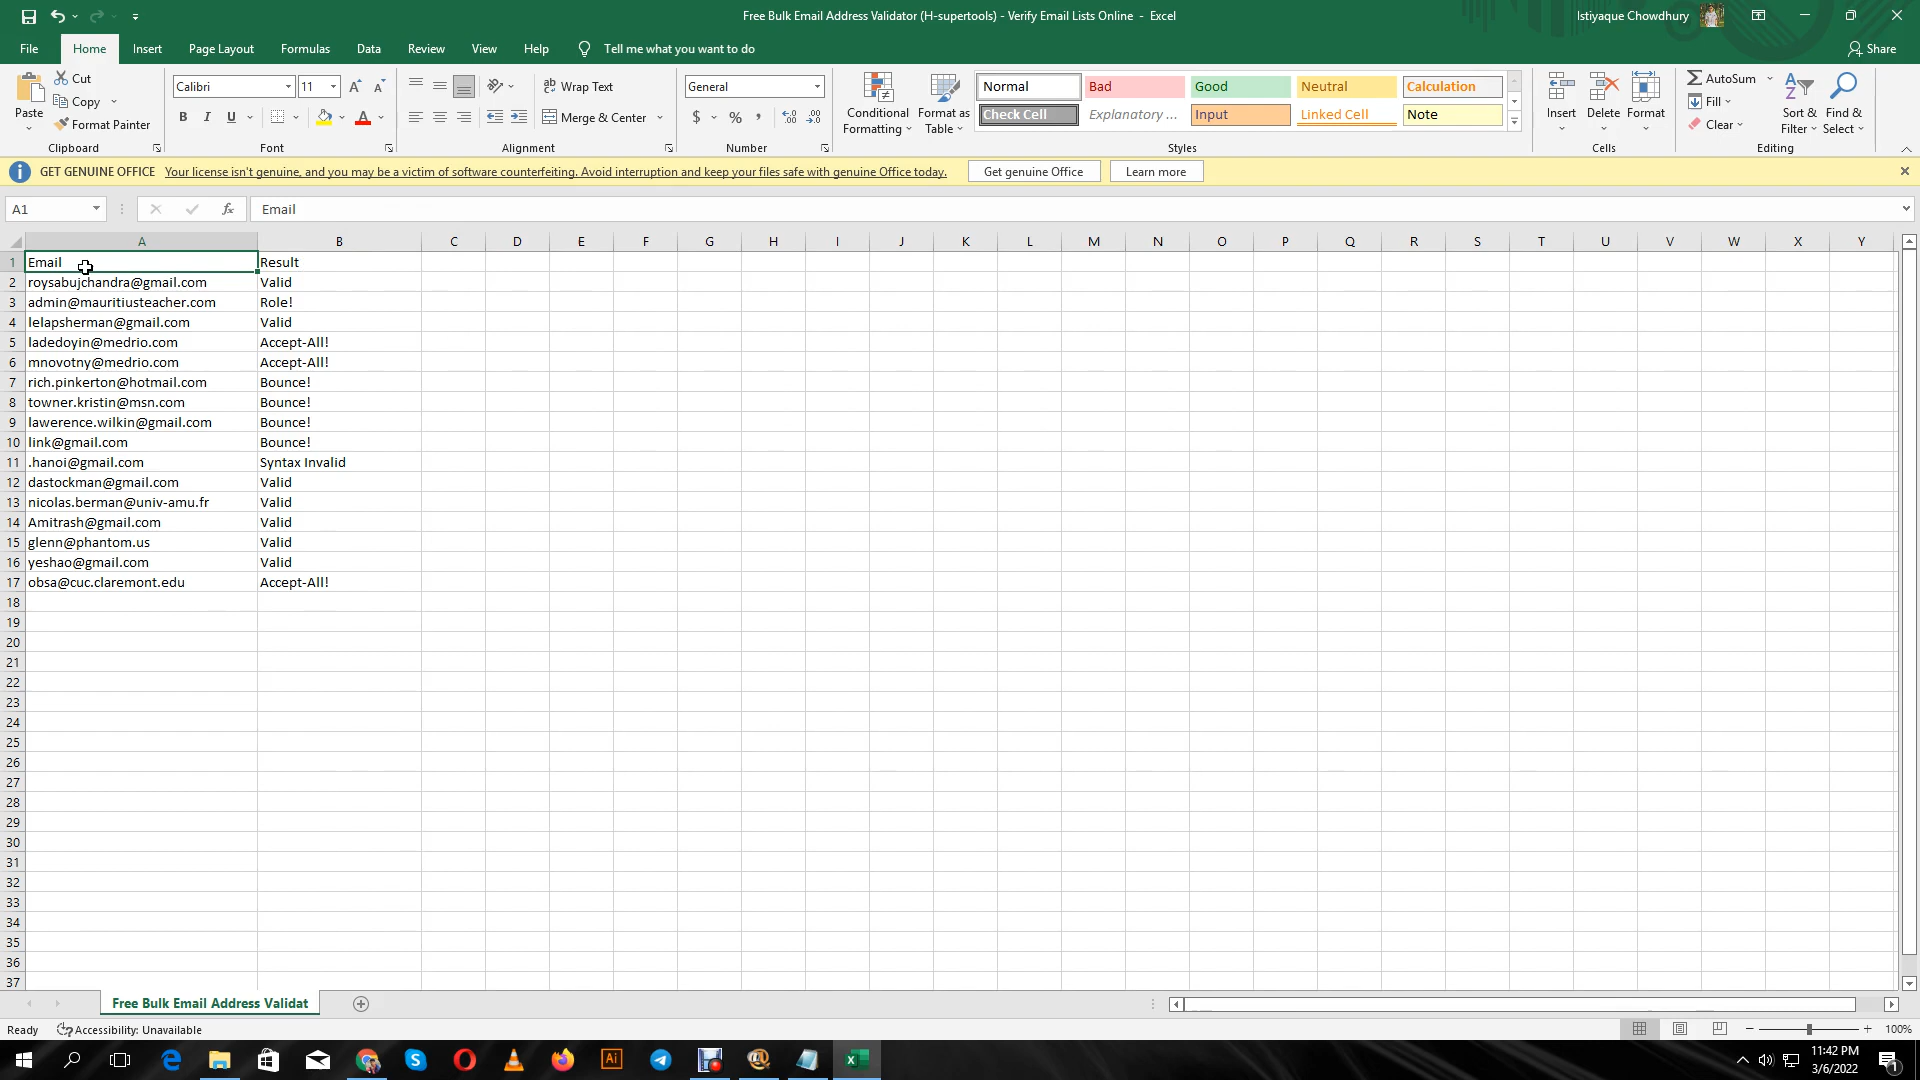 Free Bulk Email Address Validator (H-supertools) - Verify Email Lists Online - Excel
Istiyaque Chowdhury
File Home Insert Page Layout Formulas Data Review View Help Tell me what you want to do Share
Paste
Cut
Copy
Format Painter
Clipboard
Calibri 11
B I U
Font
Wrap Text
Merge & Center
Alignment
General
$ % ,
Number
Conditional Formatting
Format as Table
Normal Bad Good Neutral Calculation
Check Cell Explanatory ... Input Linked Cell Note
Styles
Insert Delete Format
Cells
AutoSum
Fill
Clear
Sort & Filter
Find & Select
Editing
GET GENUINE OFFICE Your license isn't genuine, and you may be a victim of software counterfeiting. Avoid interruption and keep your files safe with genuine Office today. Get genuine Office Learn more
A1 fx Email
A B C D E F G H I J K L M N O P Q R S T U V W X Y
1 Email Result
2 roysabujchandra@gmail.com Valid
3 admin@mauritiusteacher.com Role!
4 lelapsherman@gmail.com Valid
5 ladedoyin@medrio.com Accept-All!
6 mnovotny@medrio.com Accept-All!
7 rich.pinkerton@hotmail.com Bounce!
8 towner.kristin@msn.com Bounce!
9 lawerence.wilkin@gmail.com Bounce!
10 link@gmail.com Bounce!
11 .hanoi@gmail.com Syntax Invalid
12 dastockman@gmail.com Valid
13 nicolas.berman@univ-amu.fr Valid
14 Amitrash@gmail.com Valid
15 glenn@phantom.us Valid
16 yeshao@gmail.com Valid
17 obsa@cuc.claremont.edu Accept-All!
18
19
20
21
22
23
24
25
26
27
28
29
30
31
32
33
34
35
36
37
Free Bulk Email Address Validat
Ready Accessibility: Unavailable 100%
11:42 PM
3/6/2022